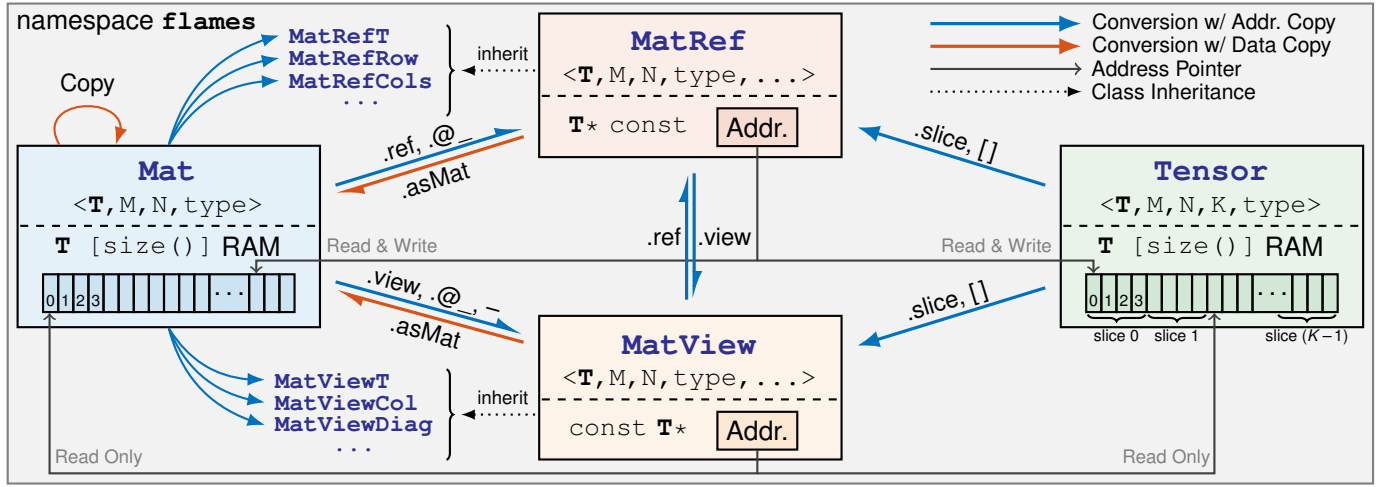 namespace flames
MatRefT
MatRefRow
MatRefCols
...
inherit
MatRef
<T,M,N,type,...>
T* const
Addr.
Conversion w/ Addr. Copy
Conversion w/ Data Copy
Address Pointer
Class Inheritance
Copy
Mat
<T,M,N,type>
T [size()] RAM
0 1 2 3 ...
.ref, .@_
.asMat
.slice, []
Tensor
<T,M,N,K,type>
T [size()] RAM
0 1 2 3 ...
slice 0 slice 1 slice (K−1)
Read & Write
.ref .view
Read & Write
.view, .@_, −
.asMat
.slice, []
MatView
<T,M,N,type,...>
const T*
Addr.
MatViewT
MatViewCol
MatViewDiag
...
inherit
Read Only
Read Only